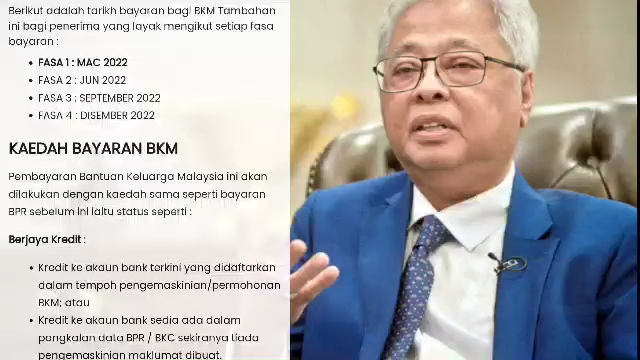 Berikut adalah tarikh bayaran bagi BKM Tambahan
ini bagi penerima yang layak mengikut setiap fasa
bayaran :
• FASA 1 : MAC 2022
• FASA 2 : JUN 2022
• FASA 3 : SEPTEMBER 2022
• FASA 4 : DISEMBER 2022
KAEDAH BAYARAN BKM
Pembayaran Bantuan Keluarga Malaysia ini akan
dilakukan dengan kaedah sama seperti bayaran
BPR sebelum ini iaitu status seperti :
Berjaya Kredit :
• Kredit ke akaun bank terkini yang didaftarkan
dalam tempoh pengemaskinian/permohonan
BKM; atau
• Kredit ke akaun bank sedia ada dalam
pangkalan data BPR / BKC sekiranya tiada
pengemaskinian maklumat dibuat.